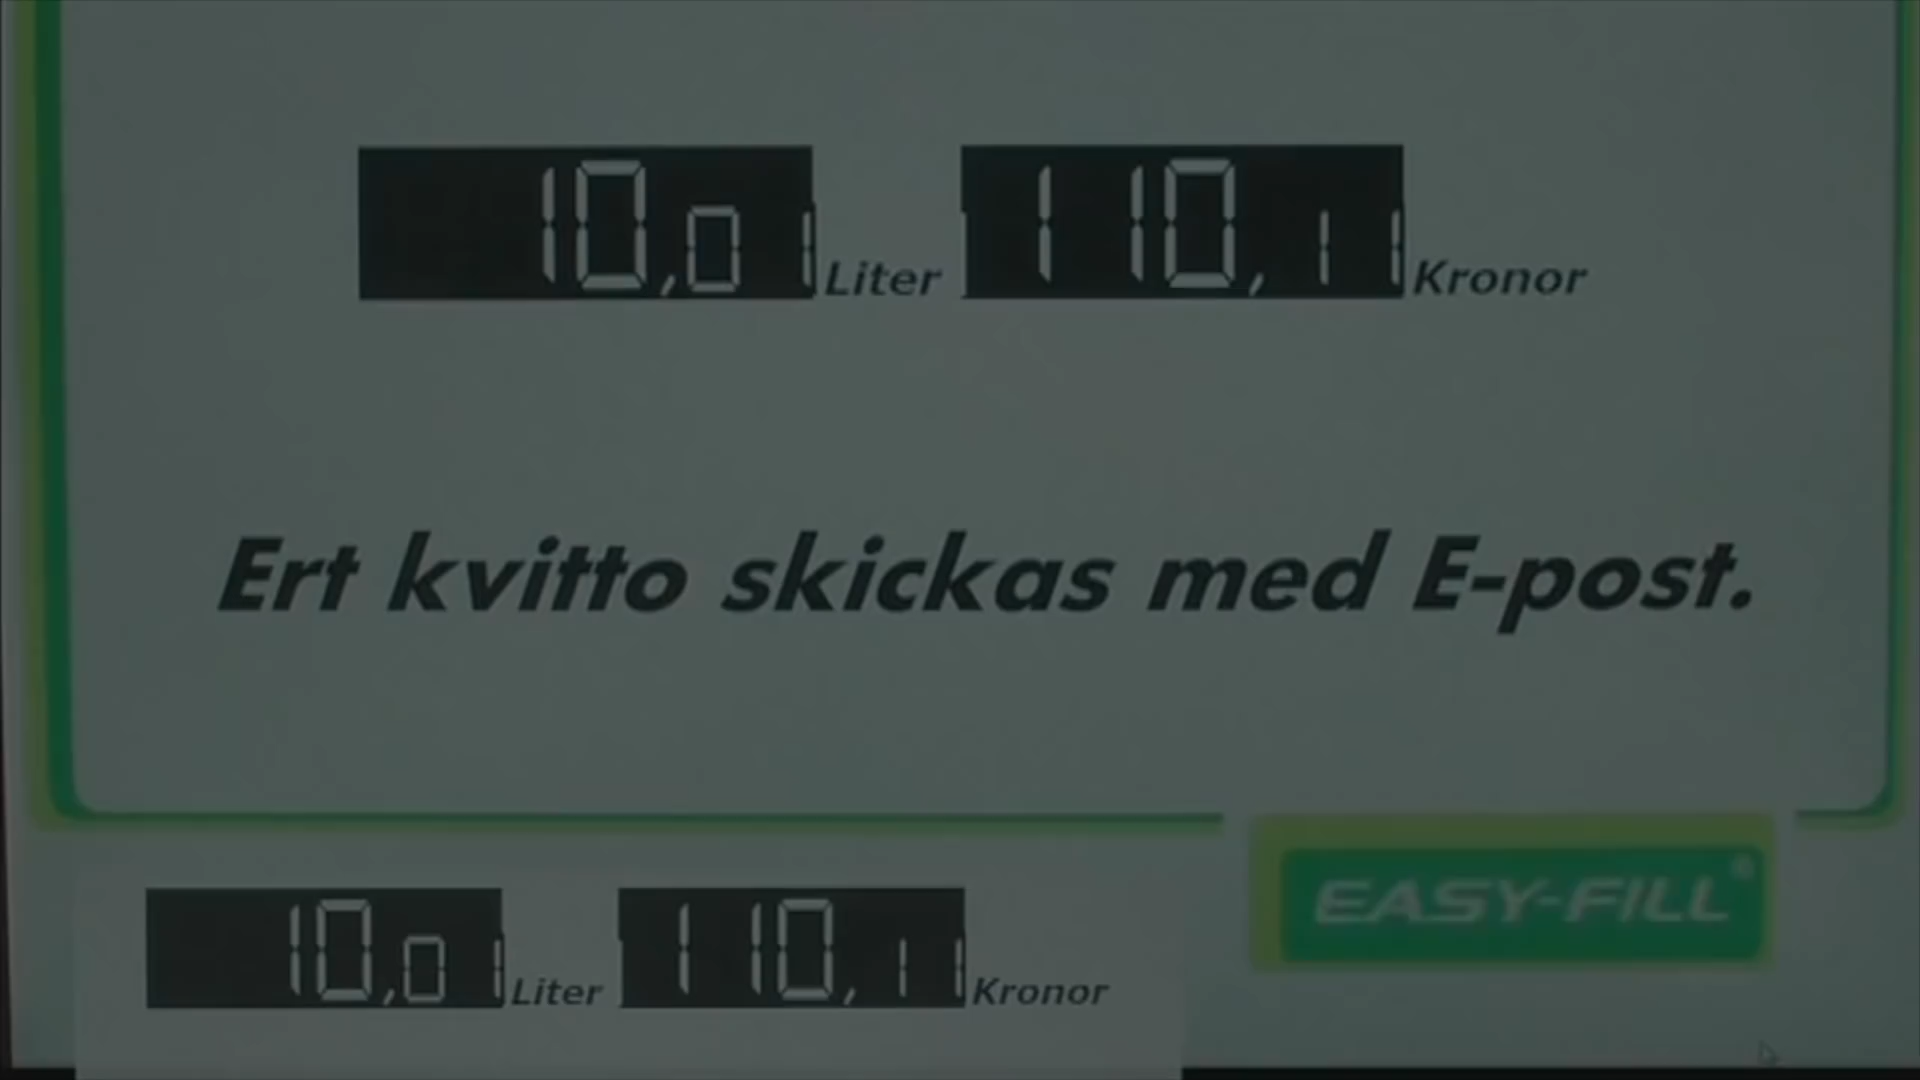 10,01 Liter 110,11 Kronor
Ert kvitto skickas med E-post.
EASY-FILL®
10,01 Liter 110,11 Kronor